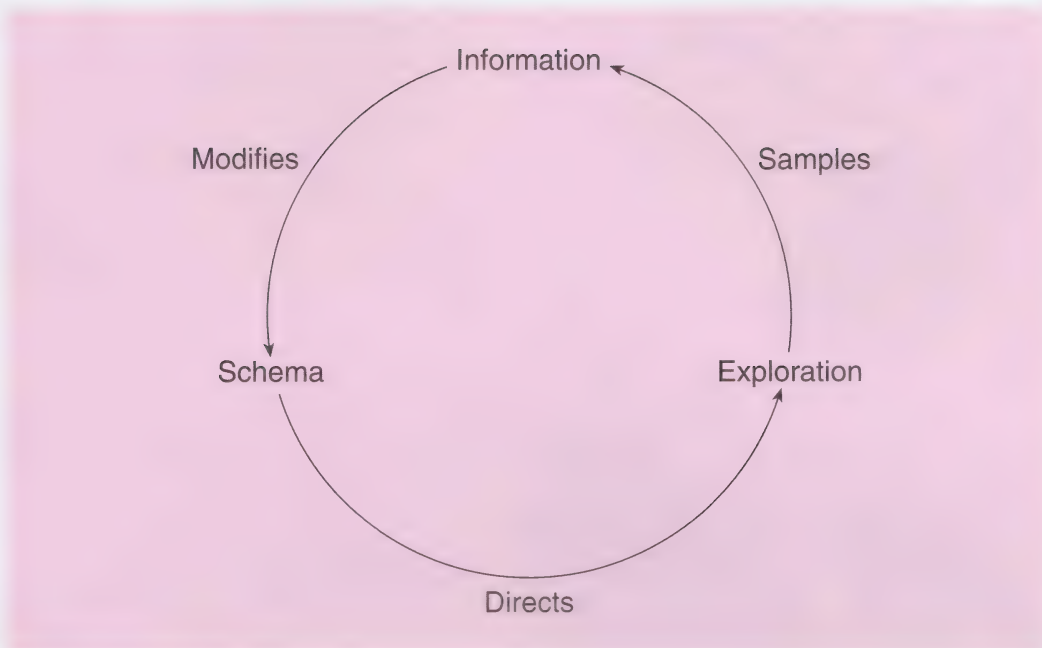 Information
Modifies
Samples
Schema
Exploration
Directs